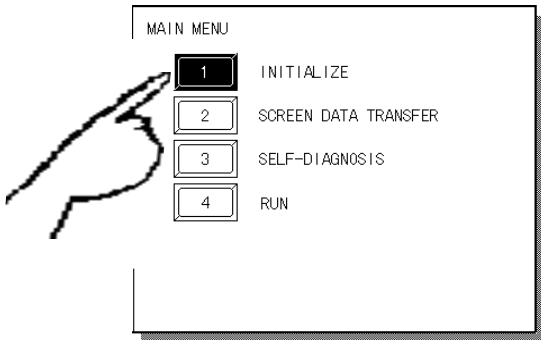 MAIN MENU
1 INITIALIZE
2 SCREEN DATA TRANSFER
3 SELF-DIAGNOSIS
4 RUN